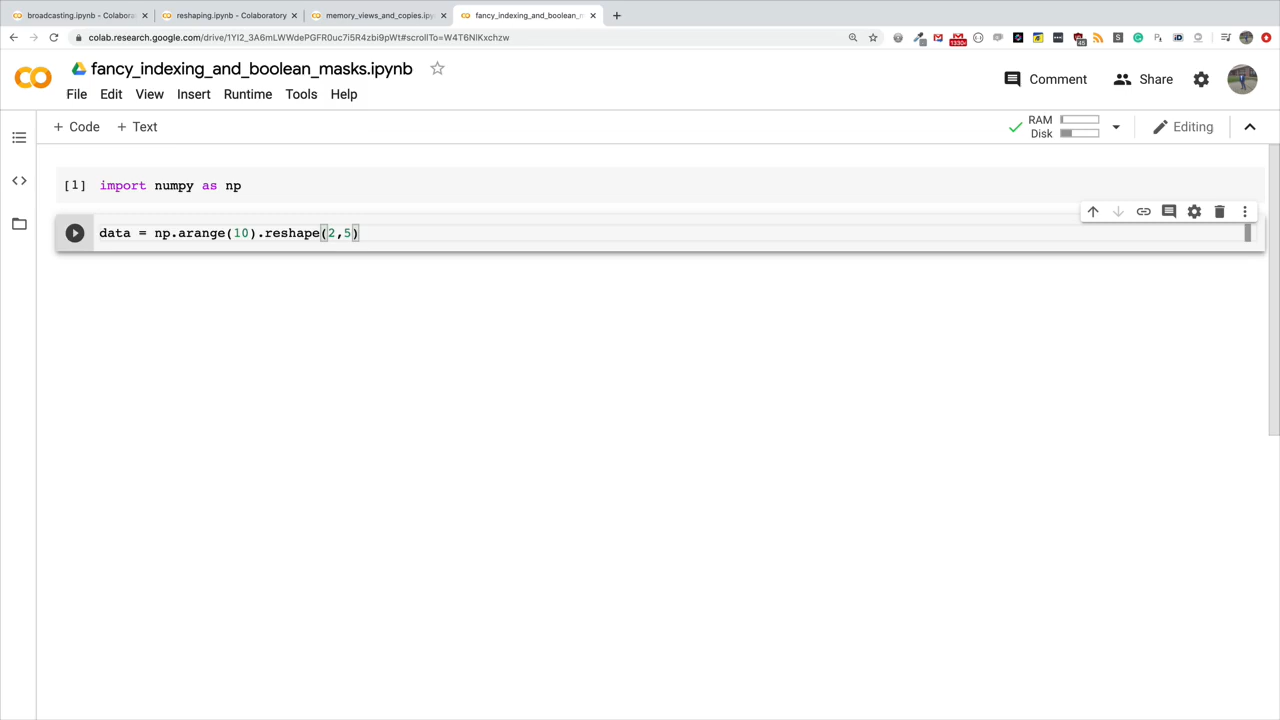 broadcasting.ipynb - Colabora
reshaping.ipynb - Colaboratory
memory_views_and_copies.ipy
fancy_indexing_and_boolean_m
colab.research.google.com/drive/1YI2_3A6mLWWdePGFR0uc7i5R4zbi9pWt#scrollTo=W4T6NIKxchzw
fancy_indexing_and_boolean_masks.ipynb
Comment
Share
File Edit View Insert Runtime Tools Help
+ Code + Text
RAM
Disk
Editing
[1] import numpy as np
data = np.arange(10).reshape(2,5)